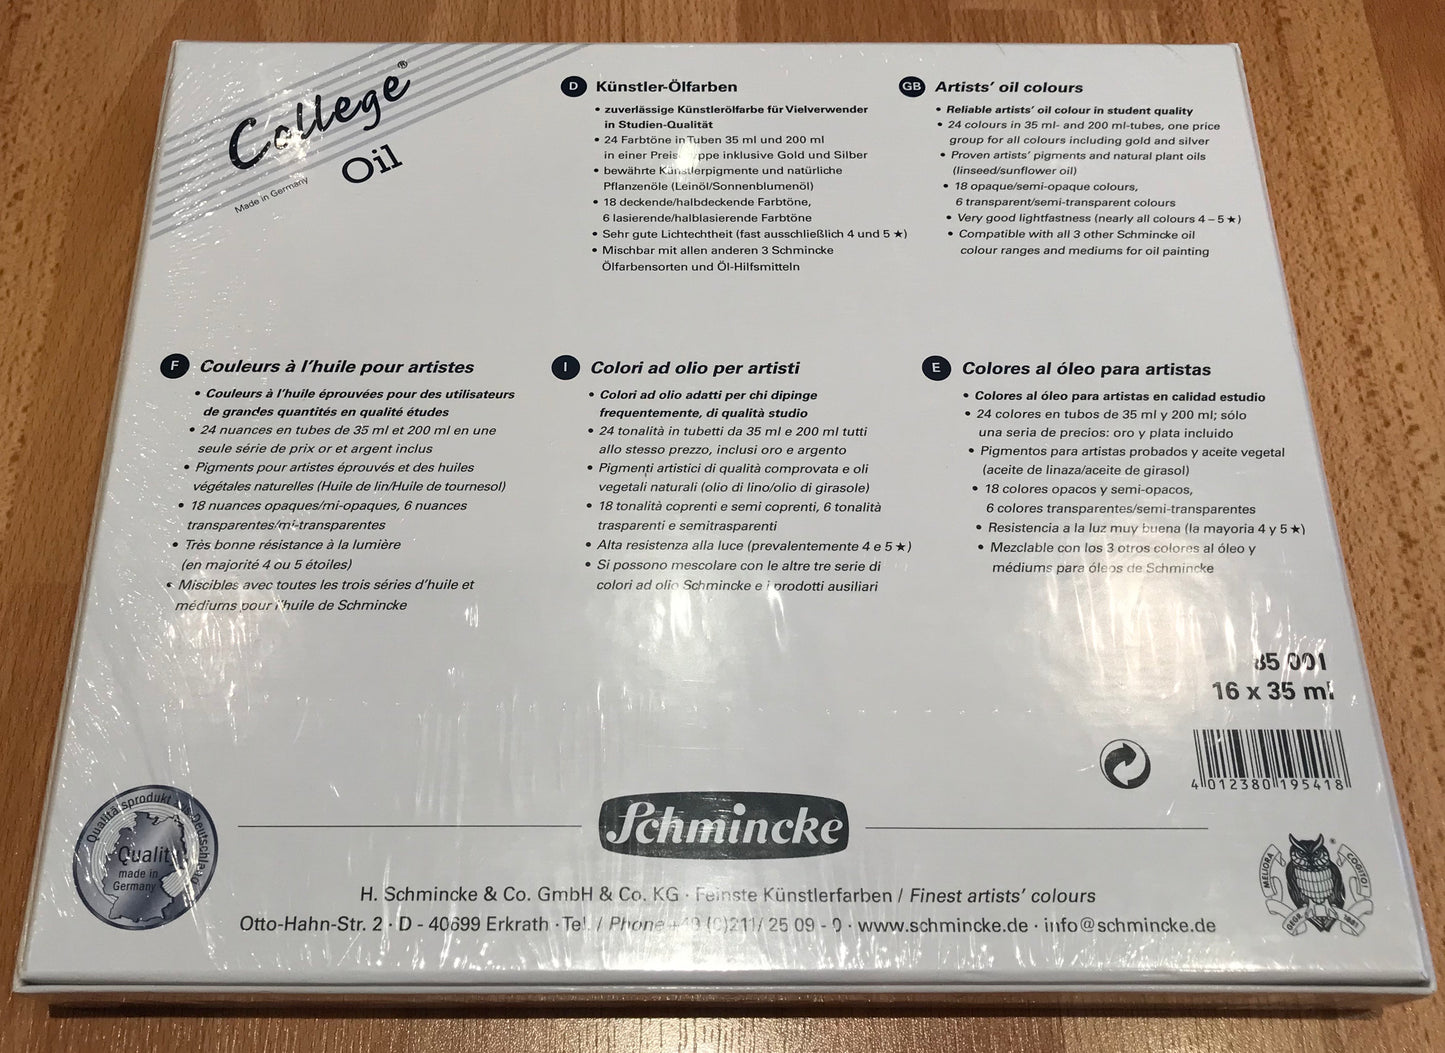 College®
Oil
Made in Germany
D Künstler-Ölfarben
• zuverlässige Künstlerölfarbe für Vielverwender
in Studien-Qualität
• 24 Farbtöne in Tuben 35 ml und 200 ml
in einer Preisgruppe inklusive Gold und Silber
• bewährte Künstlerpigmente und natürliche
Pflanzenöle (Leinöl/Sonnenblumenöl)
• 18 deckende/halbdeckende Farbtöne,
6 lasierende/halblasierende Farbtöne
• Sehr gute Lichtechtheit (fast ausschließlich 4 und 5 ★)
• Mischbar mit allen anderen 3 Schmincke
Ölfarbensorten und Öl-Hilfsmitteln
GB Artists' oil colours
• Reliable artists' oil colour in student quality
• 24 colours in 35 ml- and 200 ml-tubes, one price
group for all colours including gold and silver
• Proven artists' pigments and natural plant oils
(linseed/sunflower oil)
• 18 opaque/semi-opaque colours,
6 transparent/semi-transparent colours
• Very good lightfastness (nearly all colours 4 – 5 ★)
• Compatible with all 3 other Schmincke oil
colour ranges and mediums for oil painting
F Couleurs à l'huile pour artistes
• Couleurs à l'huile éprouvées pour des utilisateurs
de grandes quantités en qualité études
• 24 nuances en tubes de 35 ml et 200 ml en une
seule série de prix or et argent inclus
• Pigments pour artistes éprouvés et des huiles
végétales naturelles (Huile de lin/Huile de tournesol)
• 18 nuances opaques/mi-opaques, 6 nuances
transparentes/mi-transparentes
• Très bonne résistance à la lumière
(en majorité 4 ou 5 étoiles)
• Miscibles avec toutes les trois séries d'huile et
médiums pour l'huile de Schmincke
I Colori ad olio per artisti
• Colori ad olio adatti per chi dipinge
frequentemente, di qualità studio
• 24 tonalità in tubetti da 35 ml e 200 ml tutti
allo stesso prezzo, inclusi oro e argento
• Pigmenti artistici di qualità comprovata e oli
vegetali naturali (olio di lino/olio di girasole)
• 18 tonalità coprenti e semi coprenti, 6 tonalità
trasparenti e semitrasparenti
• Alta resistenza alla luce (prevalentemente 4 e 5 ★)
• Si possono mescolare con le altre tre serie di
colori ad olio Schmincke e i prodotti ausiliari
E Colores al óleo para artistas
• Colores al óleo para artistas en calidad estudio
• 24 colores en tubos de 35 ml y 200 ml; sólo
una seria de precios: oro y plata incluido
• Pigmentos para artistas probados y aceite vegetal
(aceite de linaza/aceite de girasol)
• 18 colores opacos y semi-opacos,
6 colores transparentes/semi-transparentes
• Resistencia a la luz muy buena (la mayoria 4 y 5 ★)
• Mezclable con los 3 otros colores al óleo y
médiums para óleos de Schmincke
85 001
16 x 35 ml
4 012380 195418
Qualitätsprodukt aus Deutschland
Quality
made in
Germany
Schmincke
MELIORA COGITO!
GEGR. 1881
H. Schmincke & Co. GmbH & Co. KG · Feinste Künstlerfarben / Finest artists' colours
Otto-Hahn-Str. 2 · D - 40699 Erkrath · Tel. / Phone +49 (0)211/ 25 09 - 0 · www.schmincke.de · info@schmincke.de